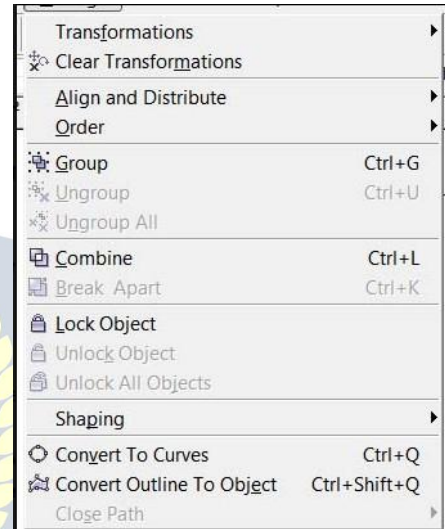 Transformations
Clear Transformations
Align and Distribute
Order
Group Ctrl+G
Ungroup Ctrl+U
Ungroup All
Combine Ctrl+L
Break Apart Ctrl+K
Lock Object
Unlock Object
Unlock All Objects
Shaping
Convert To Curves Ctrl+Q
Convert Outline To Object Ctrl+Shift+Q
Close Path